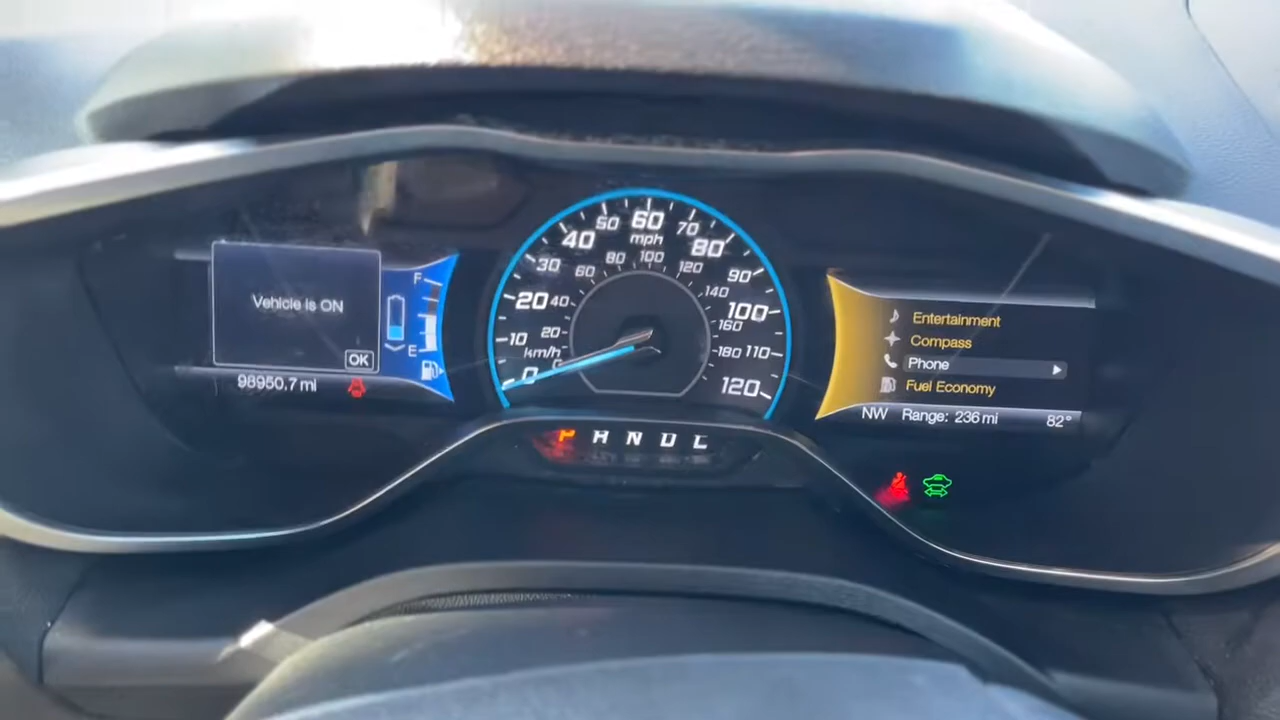 Vehicle is ON
OK
98950.7 mi
F
E
0
10
20
30
40
50
60
70
80
90
100
110
120
mph
km/h
20
40
60
80
100
120
140
160
180
P R N D L
Entertainment
Compass
Phone
Fuel Economy
NW Range: 236 mi 82°